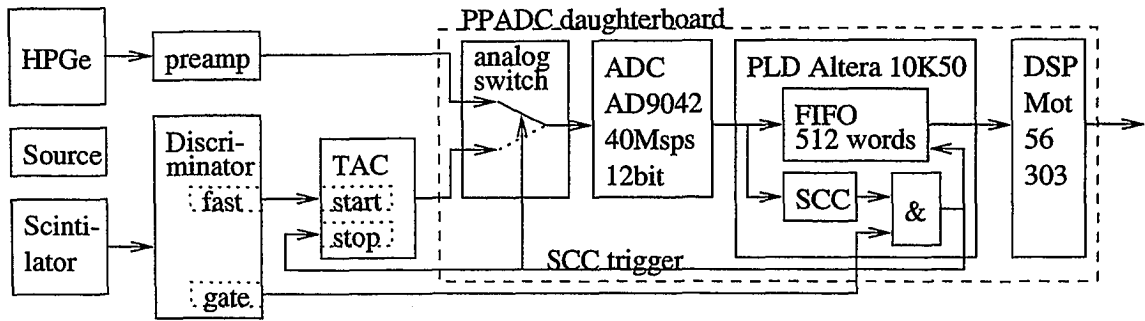 PPADC daughterboard
HPGe
preamp
analog
switch
ADC
AD9042
40Msps
12bit
PLD Altera 10K50
FIFO
512 words
DSP
Mot
56
303
Source
Discri-
minator
fast
gate
TAC
start
stop
SCC
&
Scinti-
lator
SCC trigger